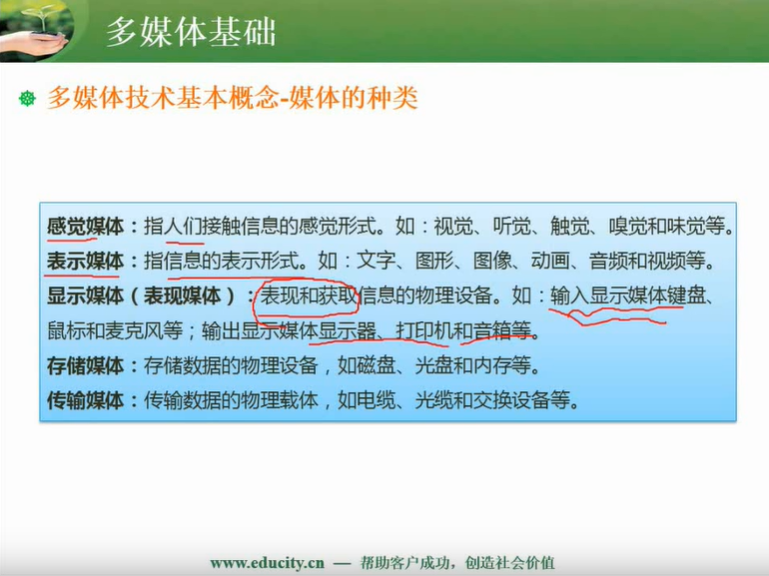 多媒体基础
多媒体技术基本概念-媒体的种类
感觉媒体：指人们接触信息的感觉形式。如：视觉、听觉、触觉、嗅觉和味觉等。
表示媒体：指信息的表示形式。如：文字、图形、图像、动画、音频和视频等。
显示媒体（表现媒体）：表现和获取信息的物理设备。如：输入显示媒体键盘、
鼠标和麦克风等；输出显示媒体显示器、打印机和音箱等。
存储媒体：存储数据的物理设备，如磁盘、光盘和内存等。
传输媒体：传输数据的物理载体，如电缆、光缆和交换设备等。
www.educity.cn — 帮助客户成功，创造社会价值